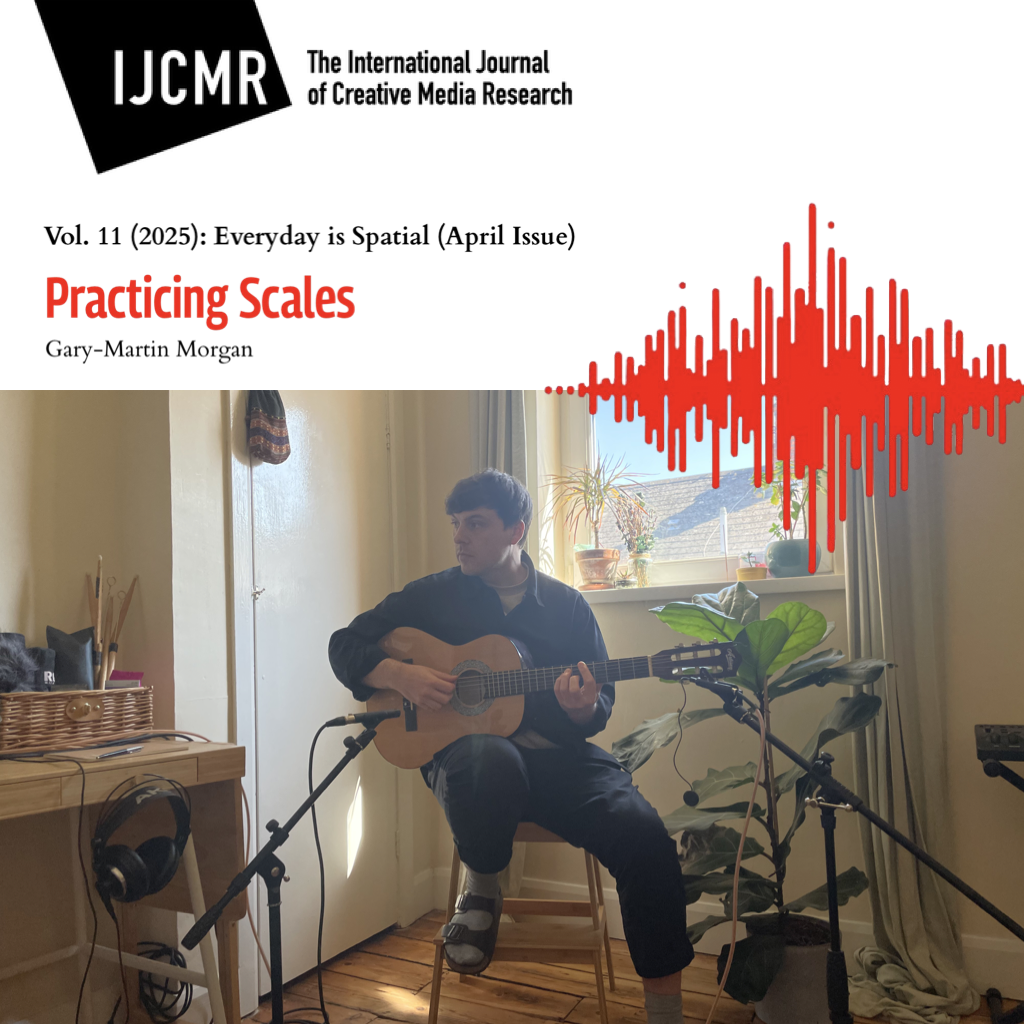 IJCMR
The International Journal
of Creative Media Research
Vol. 11 (2025): Everyday is Spatial (April Issue)
Practicing Scales
Gary-Martin Morgan